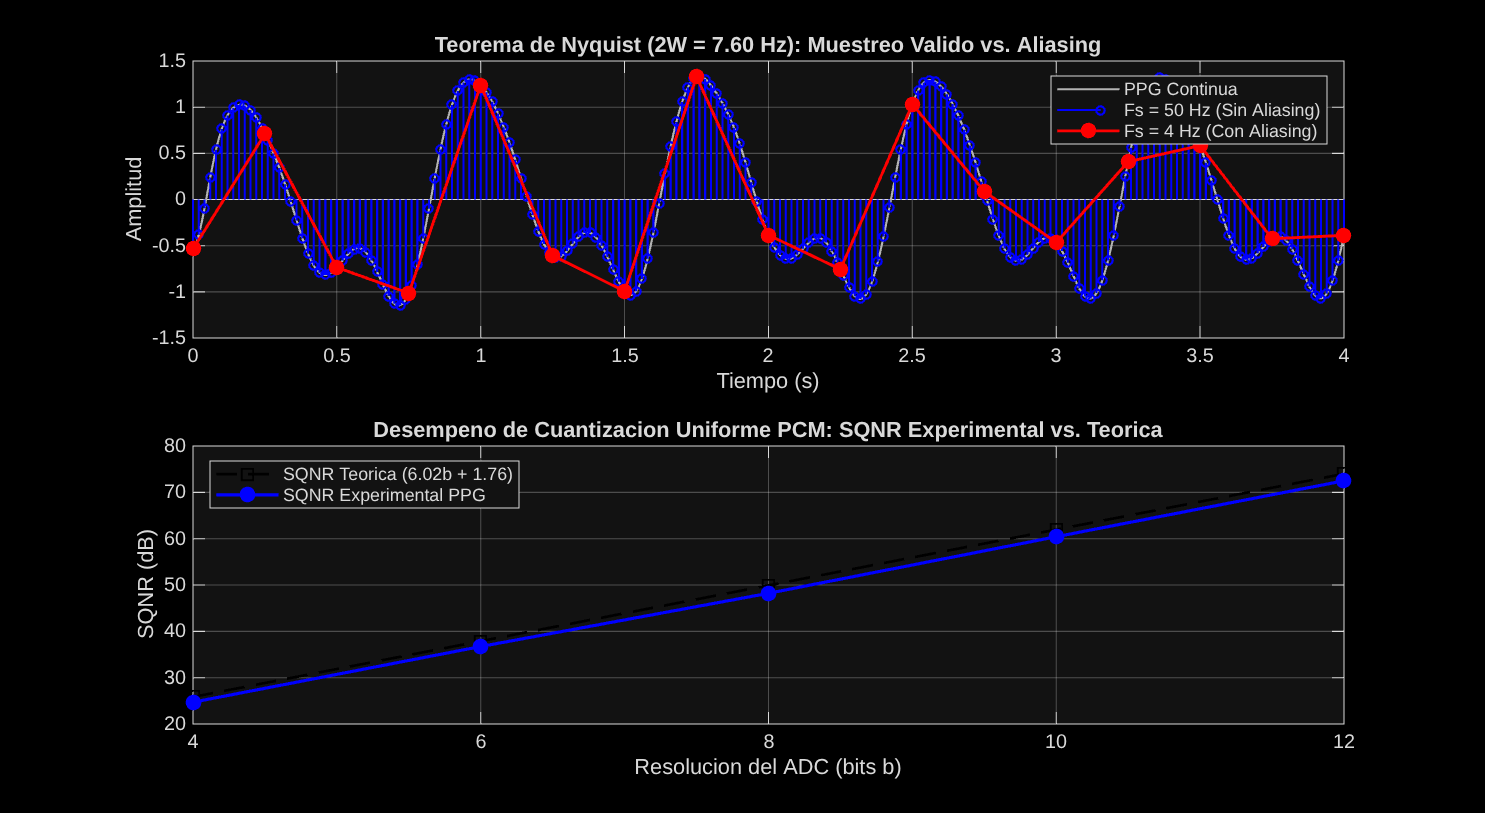 Teorema de Nyquist (2W = 7.60 Hz): Muestreo Valido vs. Aliasing
1.5
1
0.5
0
-0.5
-1
-1.5
Amplitud
PPG Continua
Fs = 50 Hz (Sin Aliasing)
Fs = 4 Hz (Con Aliasing)
0
0.5
1
1.5
2
2.5
3
3.5
4
Tiempo (s)
Desempeno de Cuantizacion Uniforme PCM: SQNR Experimental vs. Teorica
80
70
60
50
40
30
20
SQNR (dB)
SQNR Teorica (6.02b + 1.76)
SQNR Experimental PPG
4
6
8
10
12
Resolucion del ADC (bits b)